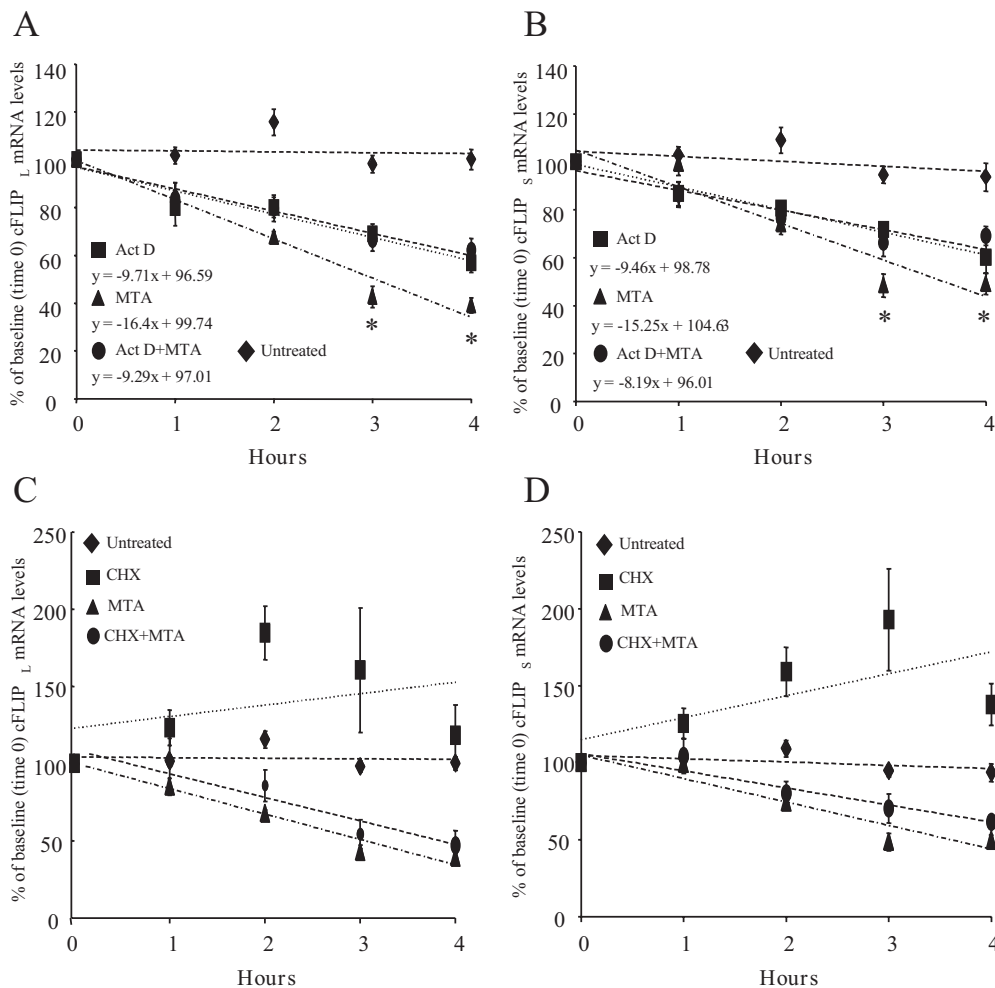 A
% of baseline (time 0) cFLIP L mRNA levels
140
120
100
80
60
40
20
0
Act D
y = -9.71x + 96.59
MTA
y = -16.4x + 99.74
Act D+MTA
Untreated
y = -9.29x + 97.01
*
*
0 1 2 3 4
Hours
B
% of baseline (time 0) cFLIP S mRNA levels
140
120
100
80
60
40
20
0
Act D
y = -9.46x + 98.78
MTA
y = -15.25x + 104.63
Act D+MTA
Untreated
y = -8.19x + 96.01
*
*
0 1 2 3 4
Hours
C
% of baseline (time 0) cFLIP L mRNA levels
250
200
150
100
50
0
Untreated
CHX
MTA
CHX+MTA
0 1 2 3 4
Hours
D
% of baseline (time 0) cFLIP S mRNA levels
250
200
150
100
50
0
Untreated
CHX
MTA
CHX+MTA
0 1 2 3 4
Hours